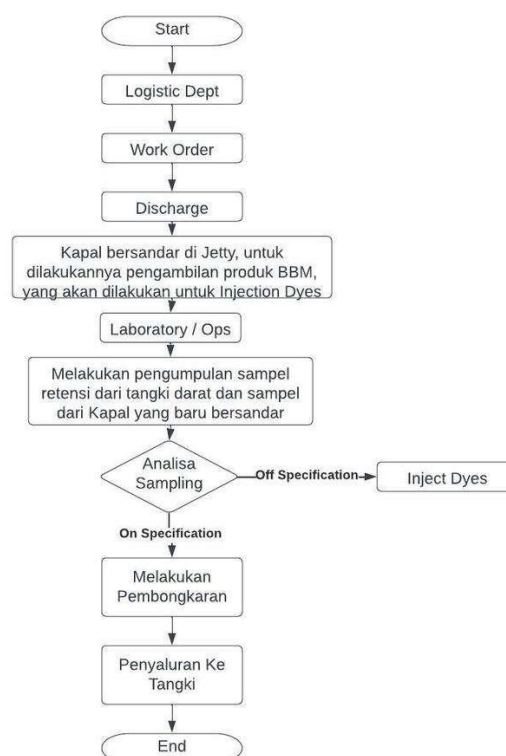 Start
Logistic Dept
Work Order
Discharge
Kapal bersandar di Jetty, untuk
dilakukannya pengambilan produk BBM,
yang akan dilakukan untuk Injection Dyes
Laboratory / Ops
Melakukan pengumpulan sampel
retensi dari tangki darat dan sampel
dari Kapal yang baru bersandar
Analisa
Sampling
Off Specification
Inject Dyes
On Specification
Melakukan
Pembongkaran
Penyaluran Ke
Tangki
End